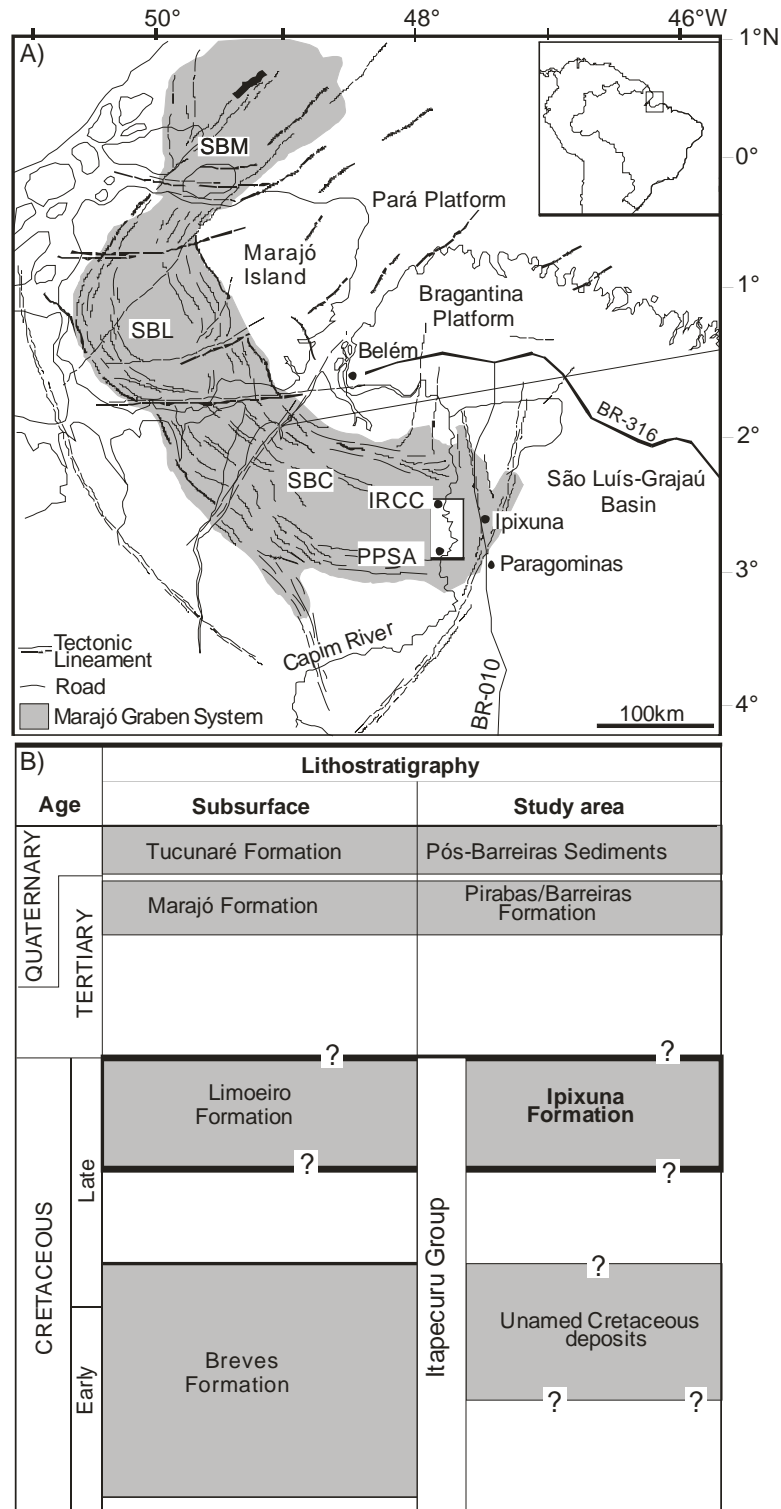 50°
48°
46°W
1°N
A)
SBM
0°
Pará Platform
Marajó
Island
1°
Bragantina
Platform
SBL
Belém
BR-316
2°
SBC
São Luís-Grajaú
Basin
IRCC
Ipixuna
PPSA
Paragominas
3°
Capim River
Tectonic
Lineament
Road
BR-010
4°
Marajó Graben System
100km
B)
Lithostratigraphy
Age
Subsurface
Study area
QUATERNARY
Tucunaré Formation
Pós-Barreiras Sediments
TERTIARY
Marajó Formation
Pirabas/Barreiras
Formation
?
?
CRETACEOUS
Late
Limoeiro
Formation
Itapecuru Group
Ipixuna
Formation
?
?
?
Early
Breves
Formation
Unamed Cretaceous
deposits
?
?